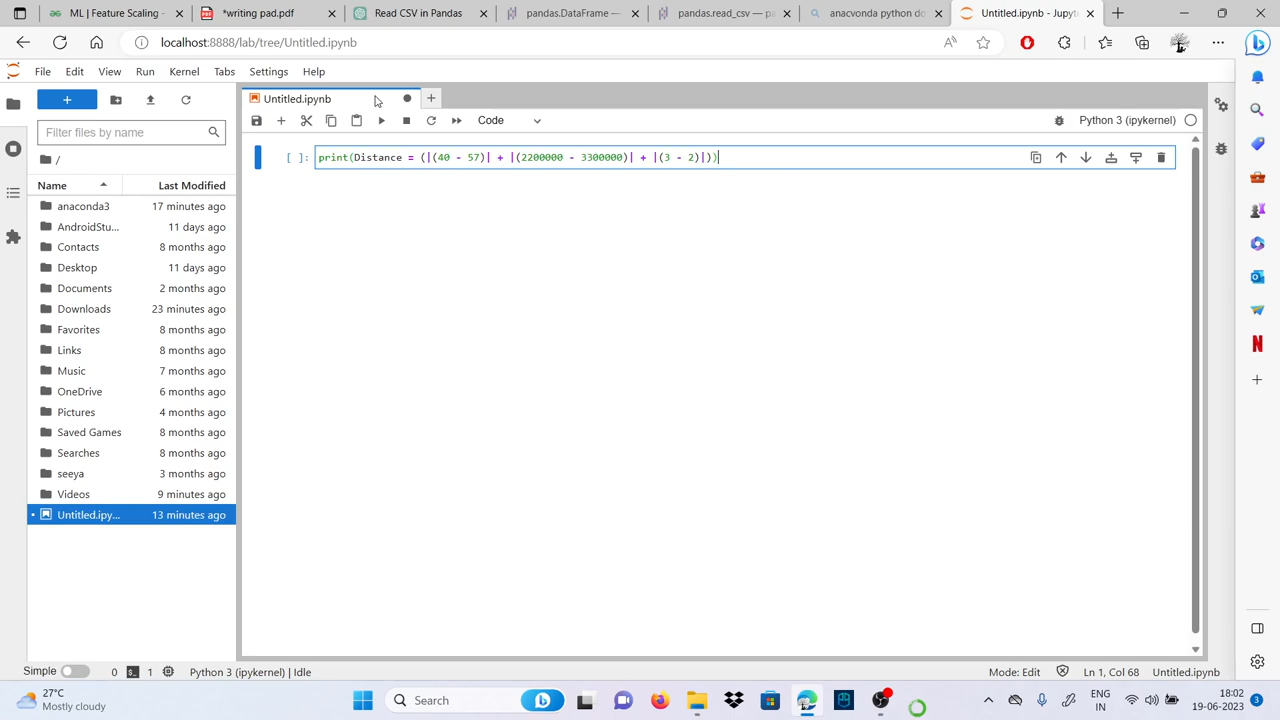 ML | Feature Scaling -
*writing pad.pdf
Read CSV in Pandas
pandas.DataFrame —
pandas.read_csv — pa
anacvonda python do
Untitled.ipynb - Jupyte
localhost:8888/lab/tree/Untitled.ipynb
File Edit View Run Kernel Tabs Settings Help
Untitled.ipynb
Filter files by name
Code
Python 3 (ipykernel)
/
[ ]: print(Distance = (|(40 - 57)| + |(2200000 - 3300000)| + |(3 - 2)|))
Name Last Modified
anaconda3 17 minutes ago
AndroidStu... 11 days ago
Contacts 8 months ago
Desktop 11 days ago
Documents 2 months ago
Downloads 23 minutes ago
Favorites 8 months ago
Links 8 months ago
Music 7 months ago
OneDrive 6 months ago
Pictures 4 months ago
Saved Games 8 months ago
Searches 8 months ago
seeya 3 months ago
Videos 9 minutes ago
Untitled.ipy... 13 minutes ago
Simple 0 1 Python 3 (ipykernel) | Idle
Mode: Edit Ln 1, Col 68 Untitled.ipynb
27°C
Mostly cloudy
Search
ENG
IN
18:02
19-06-2023
3